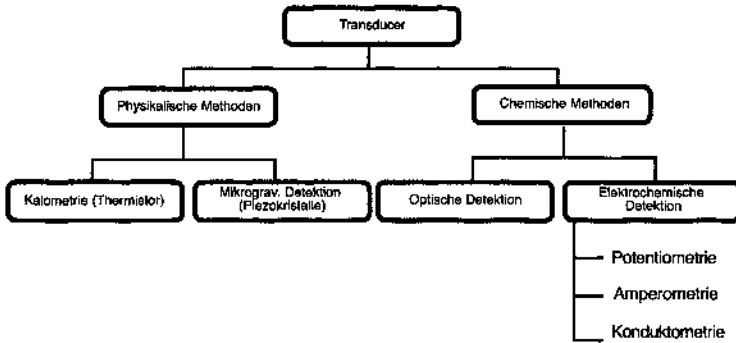 Transducer
Physikalische Methoden
Chemische Methoden
Kalometrie (Thermistor)
Mikrograv. Detektion
(Piezokristalle)
Optische Detektion
Elektrochemische
Detektion
Potentiometrie
Amperometrie
Konduktometrie